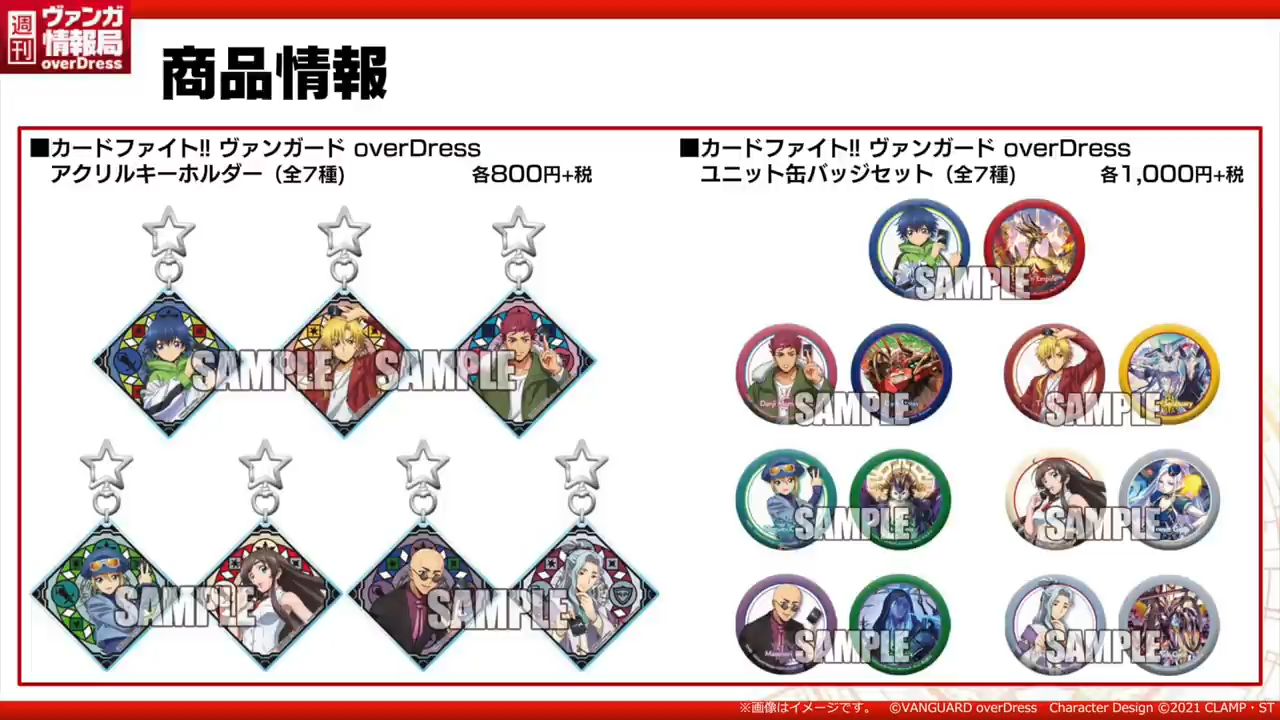 週刊
ヴァンガ
情報局
overDress
商品情報
■カードファイト!! ヴァンガード overDress
アクリルキーホルダー（全7種） 各800円+税
■カードファイト!! ヴァンガード overDress
ユニット缶バッジセット（全7種） 各1,000円+税
SAMPLE
SAMPLE SAMPLE
SAMPLE SAMPLE
SAMPLE SAMPLE
SAMPLE SAMPLE
SAMPLE SAMPLE
SAMPLE SAMPLE
※画像はイメージです。 ©VANGUARD overDress Character Design ©2021 CLAMP・ST